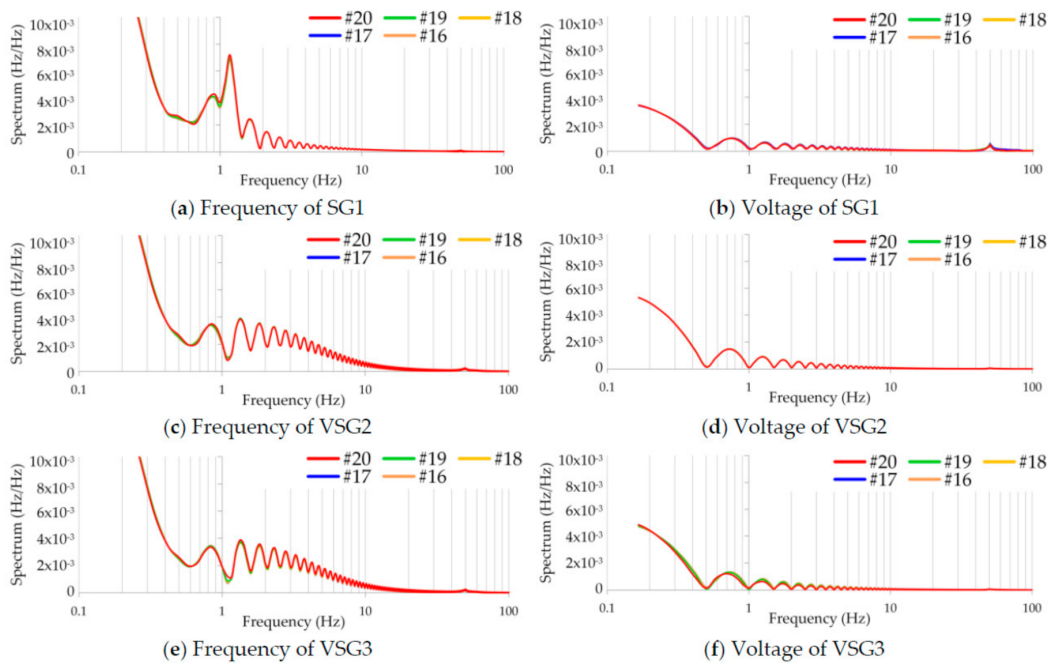 #20 #19 #18
#17 #16
Spectrum (Hz/Hz)
10x10⁻³
8x10⁻³
6x10⁻³
4x10⁻³
2x10⁻³
0
0.1 1 10 100
Frequency (Hz)
(a) Frequency of SG1
#20 #19 #18
#17 #16
Spectrum (Hz/Hz)
10x10⁻³
8x10⁻³
6x10⁻³
4x10⁻³
2x10⁻³
0
0.1 1 10 100
Frequency (Hz)
(b) Voltage of SG1
#20 #19 #18
#17 #16
Spectrum (Hz/Hz)
10x10⁻³
8x10⁻³
6x10⁻³
4x10⁻³
2x10⁻³
0
0.1 1 10 100
Frequency (Hz)
(c) Frequency of VSG2
#20 #19 #18
#17 #16
Spectrum (Hz/Hz)
10x10⁻³
8x10⁻³
6x10⁻³
4x10⁻³
2x10⁻³
0
0.1 1 10 100
Frequency (Hz)
(d) Voltage of VSG2
#20 #19 #18
#17 #16
Spectrum (Hz/Hz)
10x10⁻³
8x10⁻³
6x10⁻³
4x10⁻³
2x10⁻³
0
0.1 1 10 100
Frequency (Hz)
(e) Frequency of VSG3
#20 #19 #18
#17 #16
Spectrum (Hz/Hz)
10x10⁻³
8x10⁻³
6x10⁻³
4x10⁻³
2x10⁻³
0
0.1 1 10 100
Frequency (Hz)
(f) Voltage of VSG3